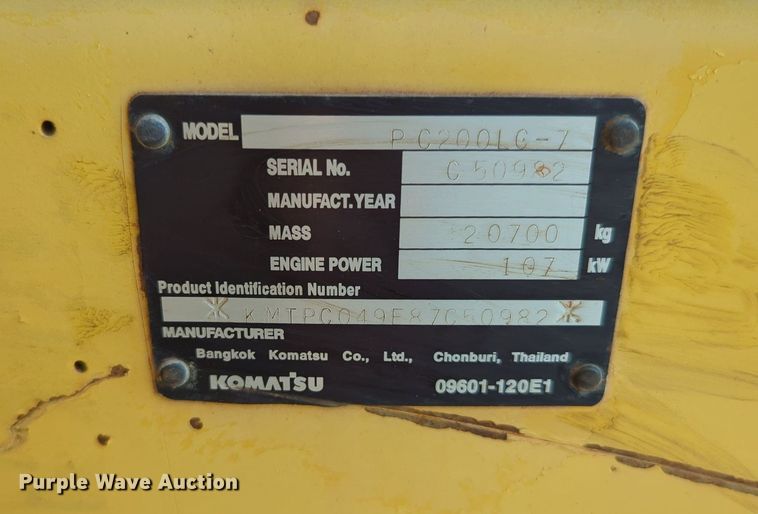 MODEL PC200LC-7
SERIAL No. C50982
MANUFACT. YEAR
MASS 20700 kg
ENGINE POWER 107 kW
Product Identification Number
* KMTPC049E87C50982 *
MANUFACTURER
Bangkok Komatsu Co., Ltd., Chonburi, Thailand
KOMATSU 09601-120E1
Purple Wave Auction